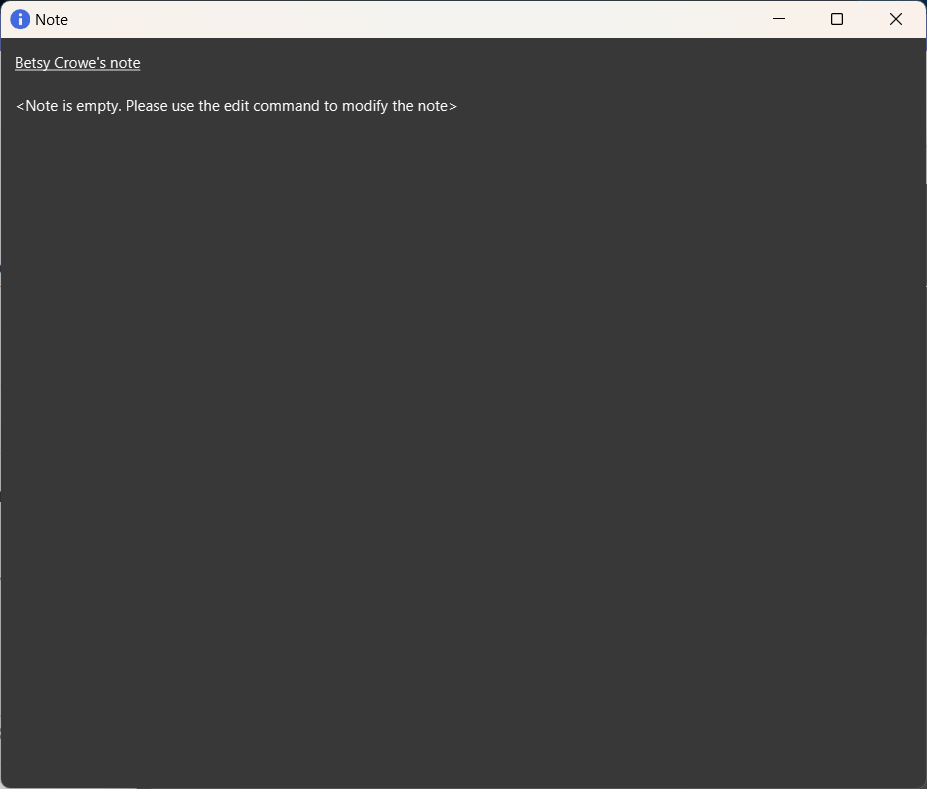 Note
Betsy Crowe's note
<Note is empty. Please use the edit command to modify the note>